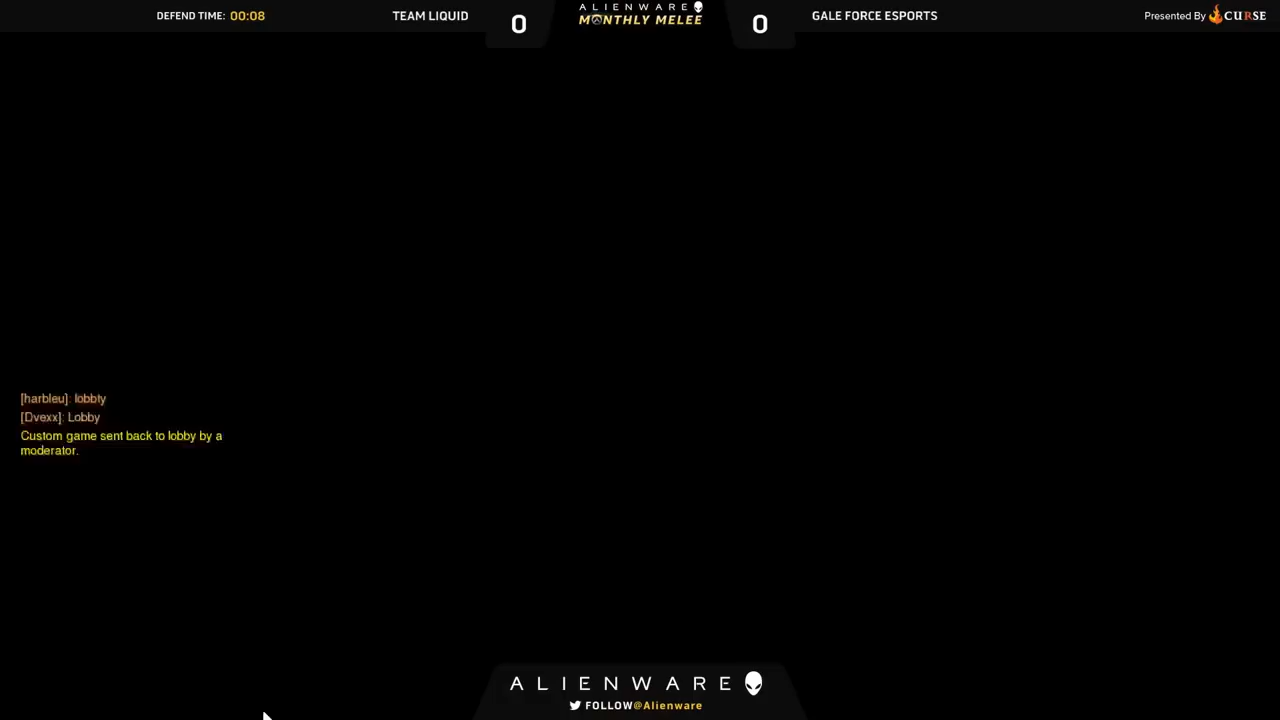 DEFEND TIME: 00:08
TEAM LIQUID
0
ALIENWARE
MONTHLY MELEE
0
GALE FORCE ESPORTS
Presented By CURSE
[harbleu]: lobbty
[Dvexx]: Lobby
Custom game sent back to lobby by a
moderator.
ALIENWARE
FOLLOW@Alienware